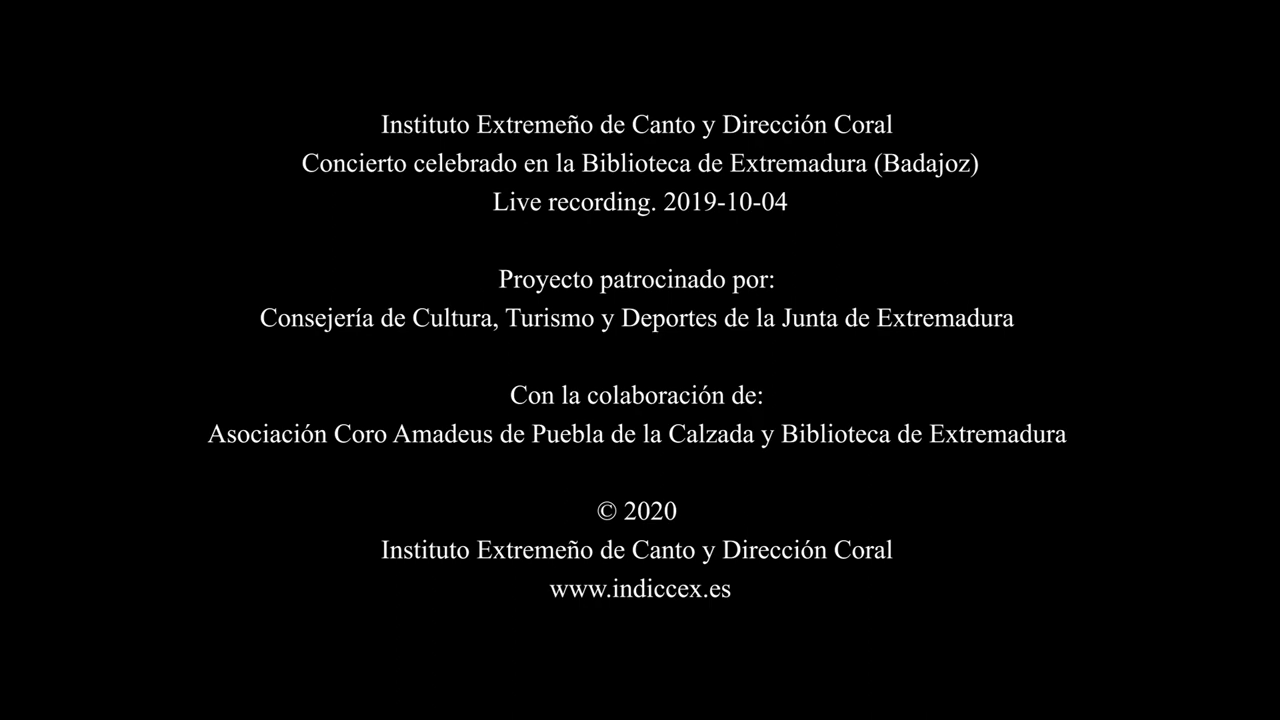 Instituto Extremeño de Canto y Dirección Coral
Concierto celebrado en la Biblioteca de Extremadura (Badajoz)
Live recording. 2019-10-04
Proyecto patrocinado por:
Consejería de Cultura, Turismo y Deportes de la Junta de Extremadura
Con la colaboración de:
Asociación Coro Amadeus de Puebla de la Calzada y Biblioteca de Extremadura
© 2020
Instituto Extremeño de Canto y Dirección Coral
www.indiccex.es